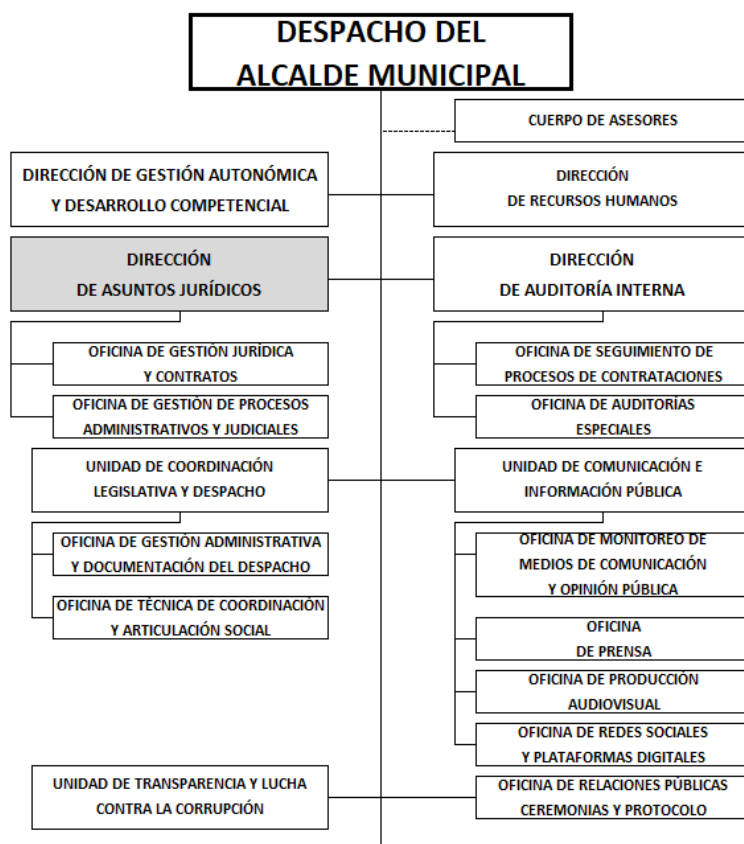 DESPACHO DEL
ALCALDE MUNICIPAL
CUERPO DE ASESORES
DIRECCIÓN DE GESTIÓN AUTONÓMICA
Y DESARROLLO COMPETENCIAL
DIRECCIÓN
DE RECURSOS HUMANOS
DIRECCIÓN
DE ASUNTOS JURÍDICOS
DIRECCIÓN
DE AUDITORÍA INTERNA
OFICINA DE GESTIÓN JURÍDICA
Y CONTRATOS
OFICINA DE SEGUIMIENTO DE
PROCESOS DE CONTRATACIONES
OFICINA DE GESTIÓN DE PROCESOS
ADMINISTRATIVOS Y JUDICIALES
OFICINA DE AUDITORÍAS
ESPECIALES
UNIDAD DE COORDINACIÓN
LEGISLATIVA Y DESPACHO
UNIDAD DE COMUNICACIÓN E
INFORMACIÓN PÚBLICA
OFICINA DE GESTIÓN ADMINISTRATIVA
Y DOCUMENTACIÓN DEL DESPACHO
OFICINA DE MONITOREO DE
MEDIOS DE COMUNICACIÓN
Y OPINIÓN PÚBLICA
OFICINA DE TÉCNICA DE COORDINACIÓN
Y ARTICULACIÓN SOCIAL
OFICINA
DE PRENSA
OFICINA DE PRODUCCIÓN
AUDIOVISUAL
OFICINA DE REDES SOCIALES
Y PLATAFORMAS DIGITALES
UNIDAD DE TRANSPARENCIA Y LUCHA
CONTRA LA CORRUPCIÓN
OFICINA DE RELACIONES PÚBLICAS
CEREMONIAS Y PROTOCOLO